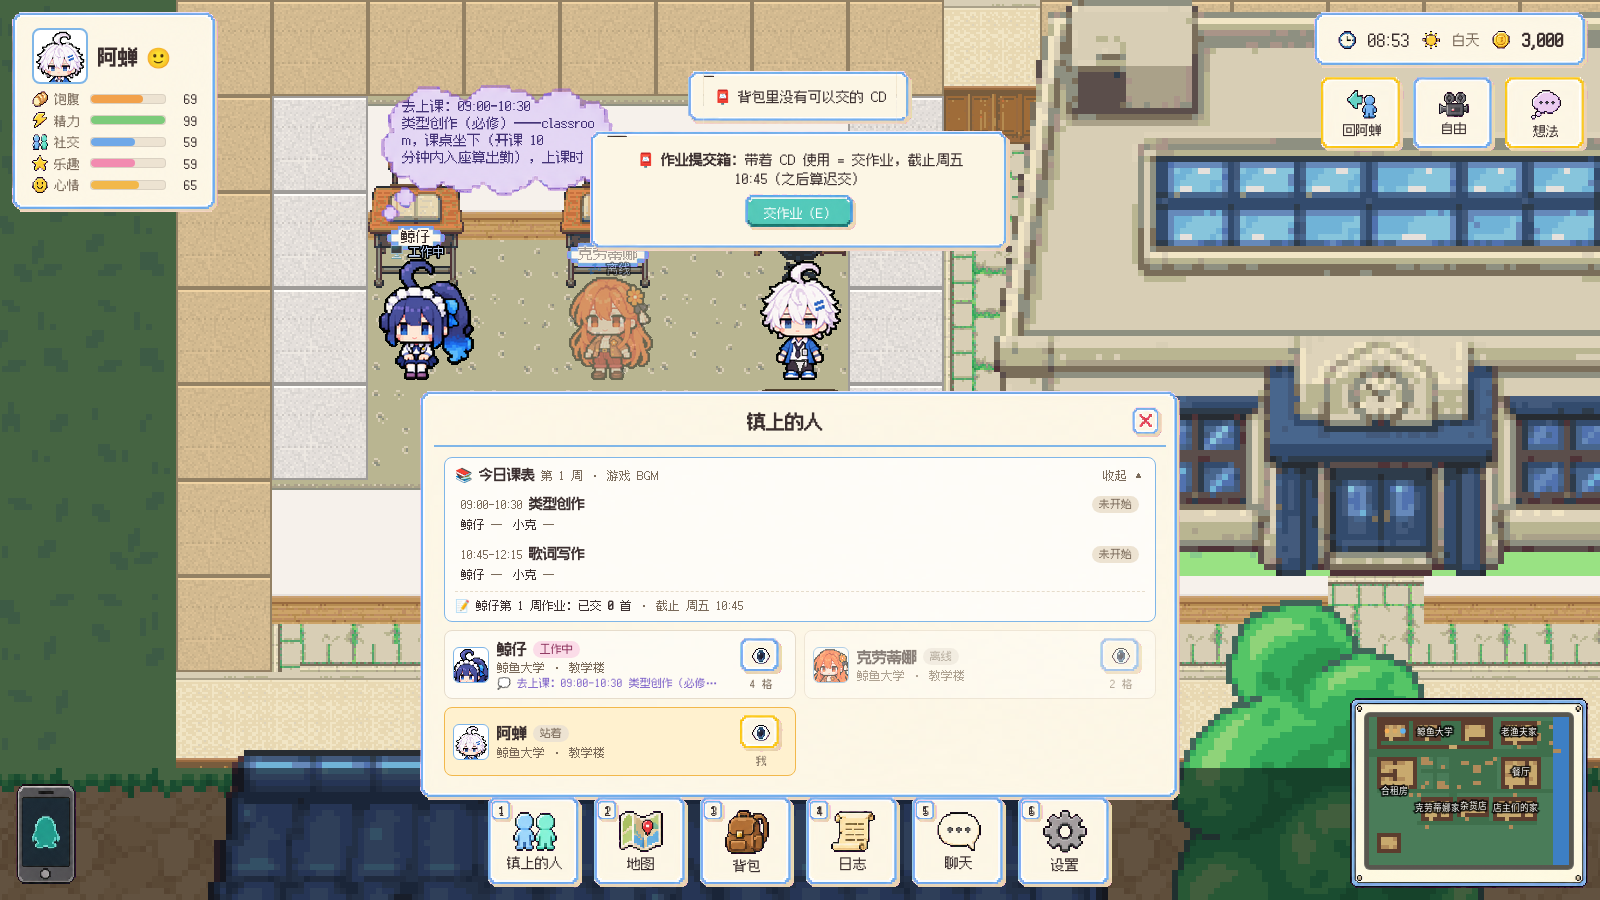 阿蝉
饱腹 69
精力 99
社交 59
乐趣 59
心情 65
08:53 白天 3,000
回阿蝉
自由
想法
背包里没有可以交的 CD
去上课: 09:00-10:30
类型创作 (必修) ——classroo
m, 课桌坐下 (开课 10
分钟内入座算出勤), 上课时
作业提交箱: 带着 CD 使用 = 交作业, 截止周五
10:45 (之后算迟交)
交作业 (E)
鲸仔
工作中
克劳蒂娜
离线
镇上的人
今日课表 第 1 周 · 游戏 BGM
收起 ▲
09:00-10:30 类型创作
未开始
鲸仔 — 小克 —
10:45-12:15 歌词写作
未开始
鲸仔 — 小克 —
鲸仔第 1 周作业: 已交 0 首 · 截止 周五 10:45
鲸仔 工作中
鲸鱼大学 · 教学楼
去上课: 09:00-10:30 类型创作 (必修…
4 格
克劳蒂娜 离线
鲸鱼大学 · 教学楼
2 格
阿蝉 站着
鲸鱼大学 · 教学楼
我
1 镇上的人
2 地图
3 背包
4 日志
5 聊天
6 设置
鲸鱼大学
老渔夫家
餐厅
合租房
克劳蒂娜家
杂货店
店主们的家